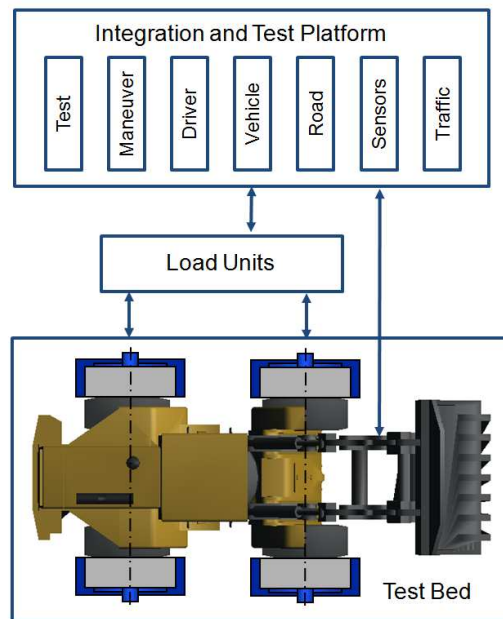 Integration and Test Platform
Test
Maneuver
Driver
Vehicle
Road
Sensors
Traffic
Load Units
Test Bed